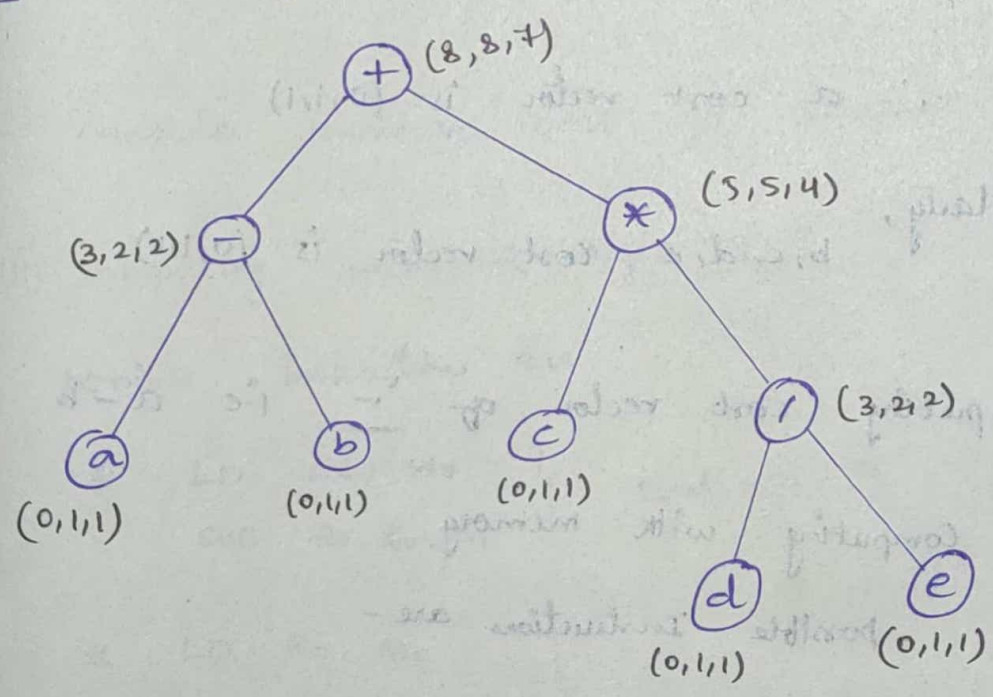 + (8,8,7)
(3,2,2) - * (5,5,4)
a b c / (3,2,2)
(0,1,1) (0,1,1) (0,1,1)
d e
(0,1,1) (0,1,1)